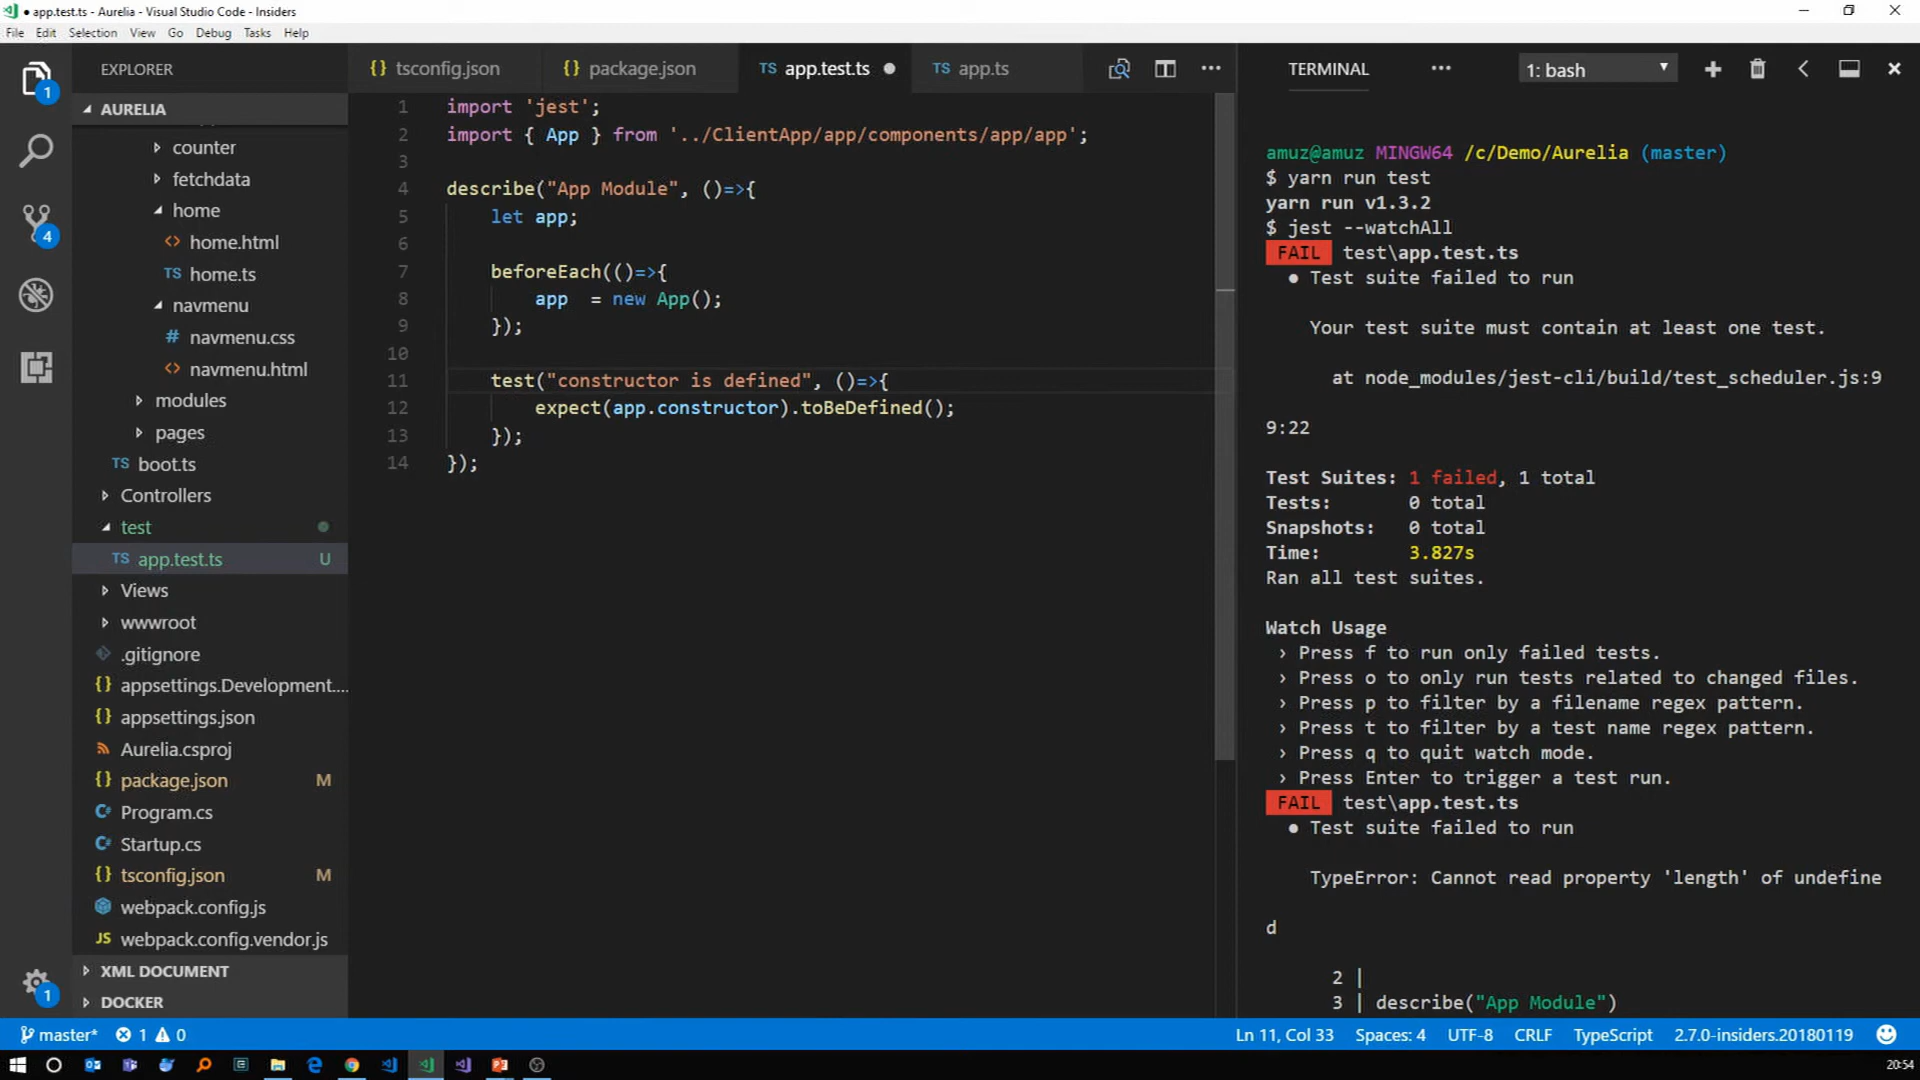 ● app.test.ts - Aurelia - Visual Studio Code - Insiders
File Edit Selection View Go Debug Tasks Help
1
4
1
EXPLORER
AURELIA
counter
fetchdata
home
<> home.html
TS home.ts
navmenu
# navmenu.css
<> navmenu.html
modules
pages
TS boot.ts
Controllers
test
TS app.test.ts U
Views
wwwroot
.gitignore
{} appsettings.Development....
{} appsettings.json
Aurelia.csproj
{} package.json M
Program.cs
Startup.cs
{} tsconfig.json M
webpack.config.js
JS webpack.config.vendor.js
XML DOCUMENT
DOCKER
{} tsconfig.json {} package.json TS app.test.ts ● TS app.ts ...
1 import 'jest';
2 import { App } from '../ClientApp/app/components/app/app';
3
4 describe("App Module", ()=>{
5 let app;
6
7 beforeEach(()=>{
8 app  = new App();
9 });
10
11 test("constructor is defined", ()=>{
12 expect(app.constructor).toBeDefined();
13 });
14 });
TERMINAL ... 1: bash
amuz@amuz MINGW64 /c/Demo/Aurelia (master)
$ yarn run test
yarn run v1.3.2
$ jest --watchAll
FAIL test\app.test.ts
● Test suite failed to run
Your test suite must contain at least one test.
at node_modules/jest-cli/build/test_scheduler.js:9
9:22
Test Suites: 1 failed, 1 total
Tests: 0 total
Snapshots: 0 total
Time: 3.827s
Ran all test suites.
Watch Usage
› Press f to run only failed tests.
› Press o to only run tests related to changed files.
› Press p to filter by a filename regex pattern.
› Press t to filter by a test name regex pattern.
› Press q to quit watch mode.
› Press Enter to trigger a test run.
FAIL test\app.test.ts
● Test suite failed to run
TypeError: Cannot read property 'length' of undefine
d
2 |
3 | describe("App Module")
master* 1 0 Ln 11, Col 33 Spaces: 4 UTF-8 CRLF TypeScript 2.7.0-insiders.20180119
20:54